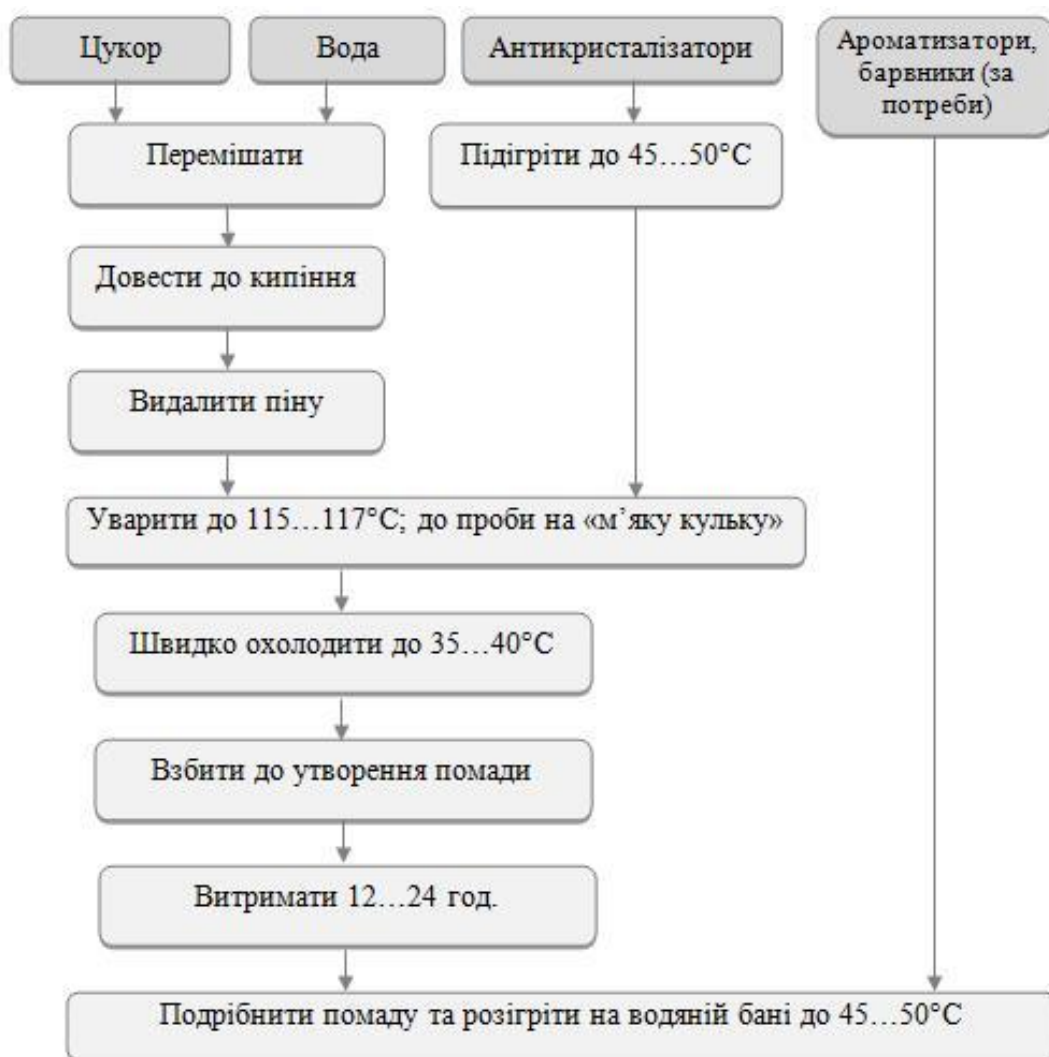 Цукор
Вода
Антикристалізатори
Ароматизатори,
барвники (за
потреби)
Перемішати
Підігріти до 45…50°С
Довести до кипіння
Видалити піну
Уварити до 115…117°С; до проби на «м’яку кульку»
Швидко охолодити до 35…40°С
Взбити до утворення помади
Витримати 12…24 год.
Подрібнити помаду та розігріти на водяній бані до 45…50°С